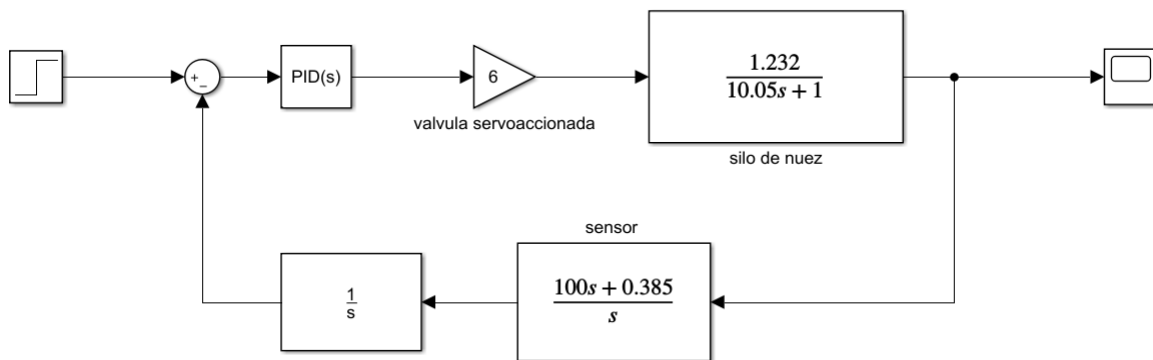 +
−
PID(s)
6
valvula servoaccionada
1.232
10.05s + 1
silo de nuez
sensor
100s + 0.385
s
1
s